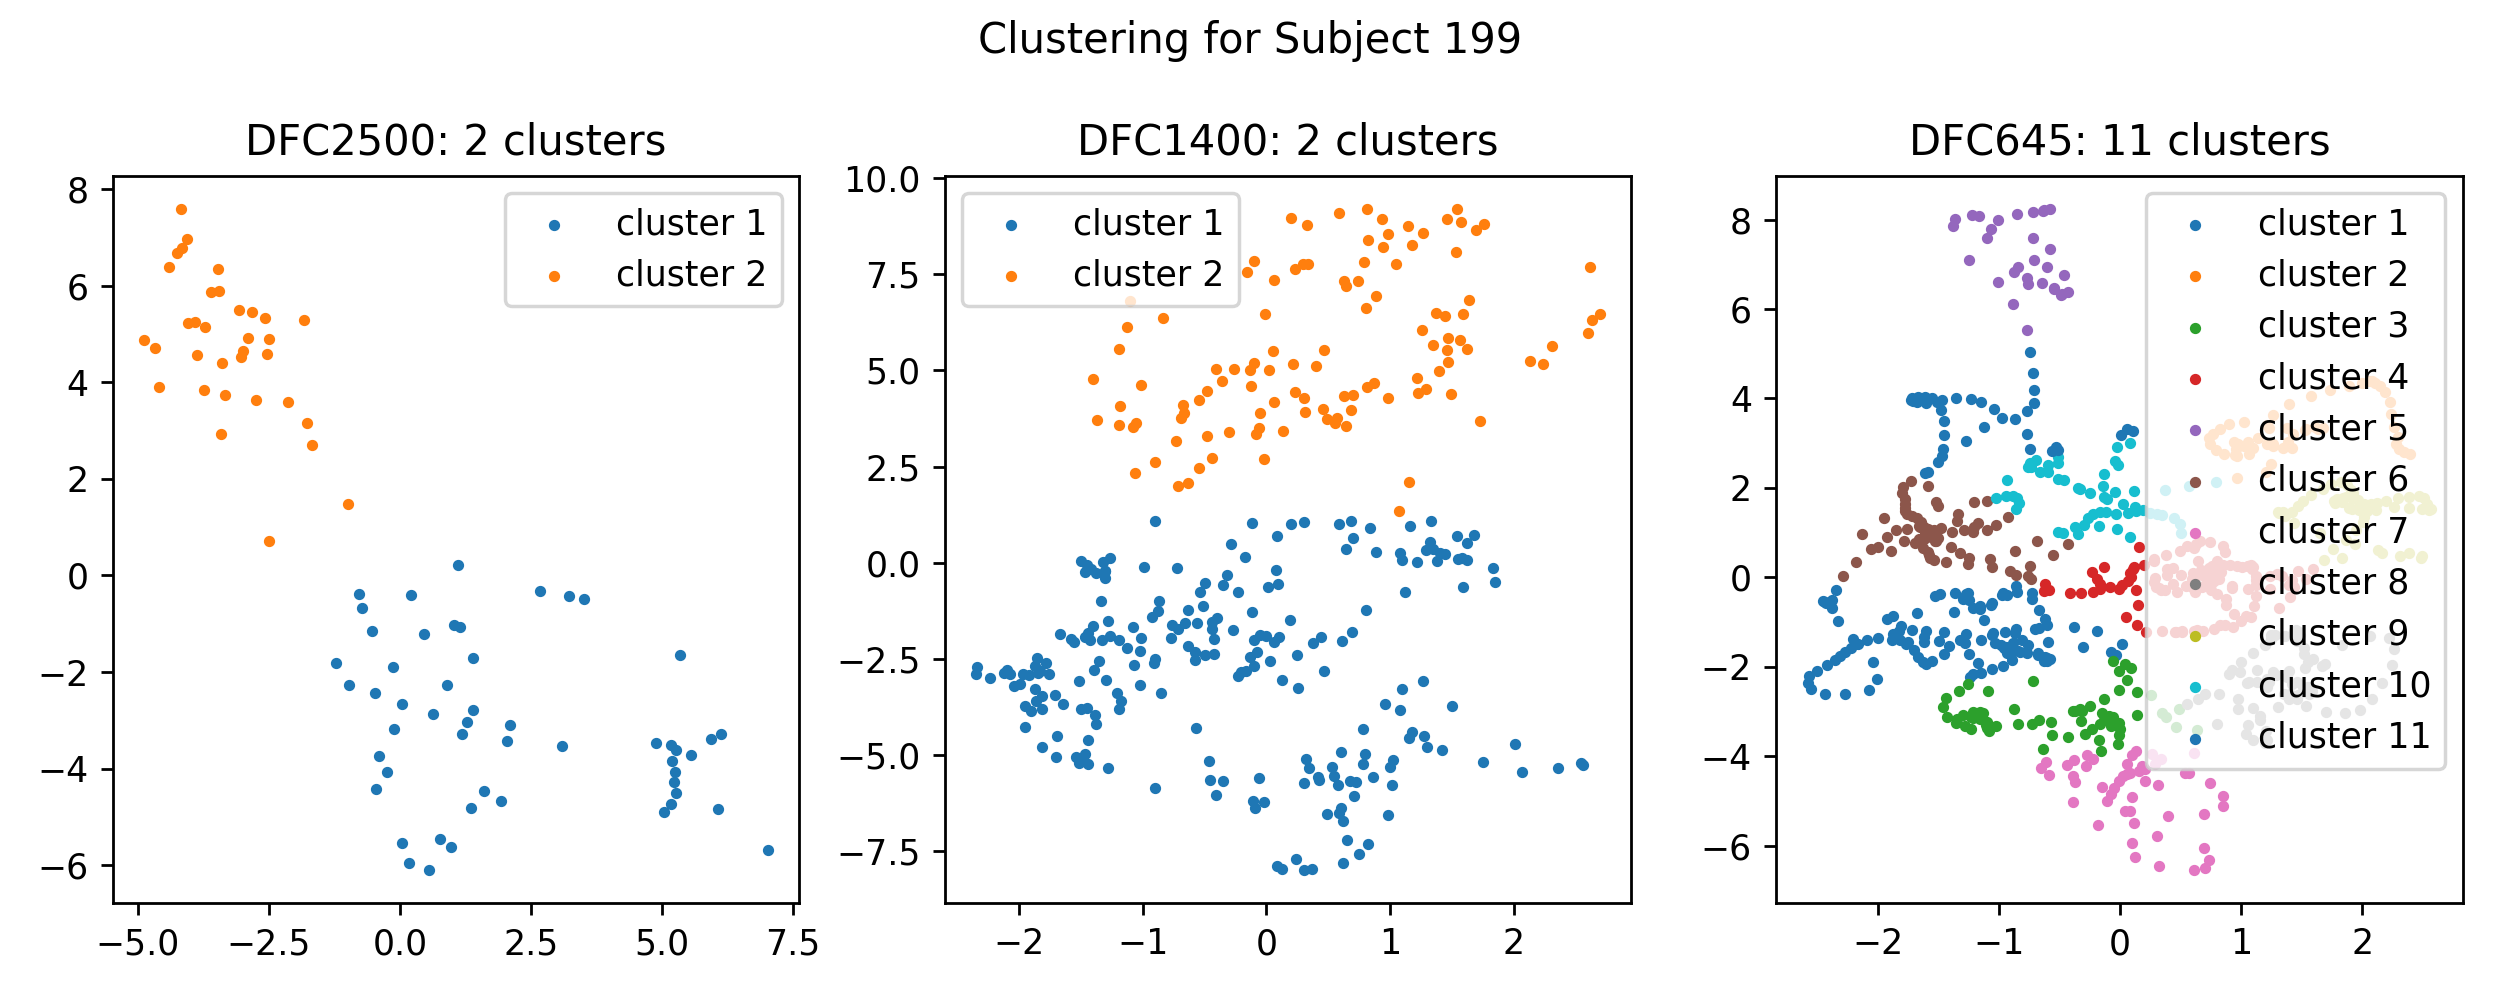 Clustering for Subject 199
DFC2500: 2 clusters
8
6
4
2
0
−2
−4
−6
−5.0 −2.5 0.0 2.5 5.0 7.5
cluster 1
cluster 2
DFC1400: 2 clusters
10.0
7.5
5.0
2.5
0.0
−2.5
−5.0
−7.5
−2 −1 0 1 2
cluster 1
cluster 2
DFC645: 11 clusters
8
6
4
2
0
−2
−4
−6
−2 −1 0 1 2
cluster 1
cluster 2
cluster 3
cluster 4
cluster 5
cluster 6
cluster 7
cluster 8
cluster 9
cluster 10
cluster 11